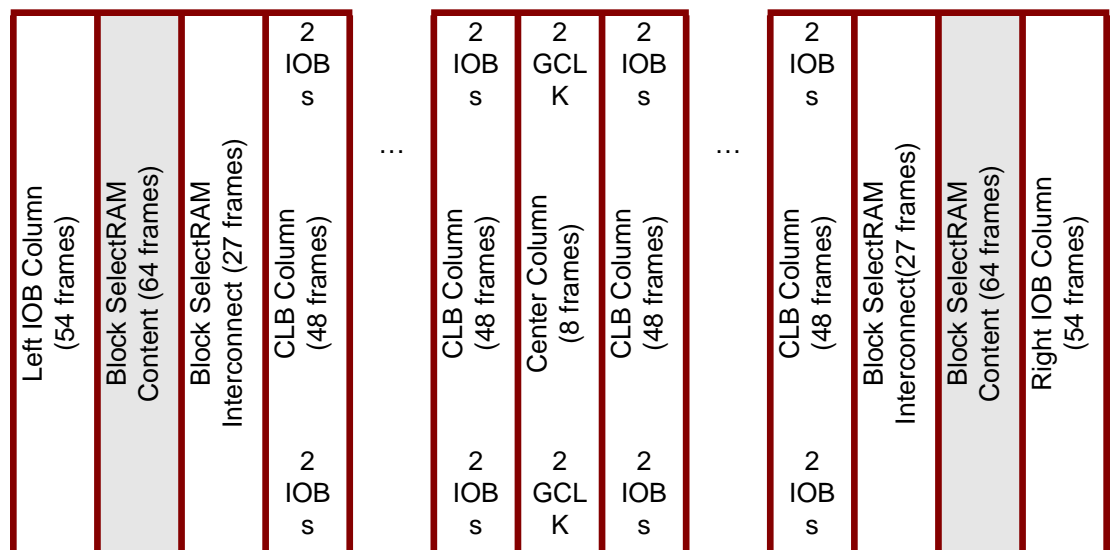 Left IOB Column
(54 frames)
Block SelectRAM
Content (64 frames)
Block SelectRAM
Interconnect (27 frames)
2
IOB
s
CLB Column
(48 frames)
2
IOB
s
…
2
IOB
s
CLB Column
(48 frames)
2
IOB
s
2
GCL
K
Center Column
(8 frames)
2
GCL
K
2
IOB
s
CLB Column
(48 frames)
2
IOB
s
…
2
IOB
s
CLB Column
(48 frames)
2
IOB
s
Block SelectRAM
Interconnect(27 frames)
Block SelectRAM
Content (64 frames)
Right IOB Column
(54 frames)